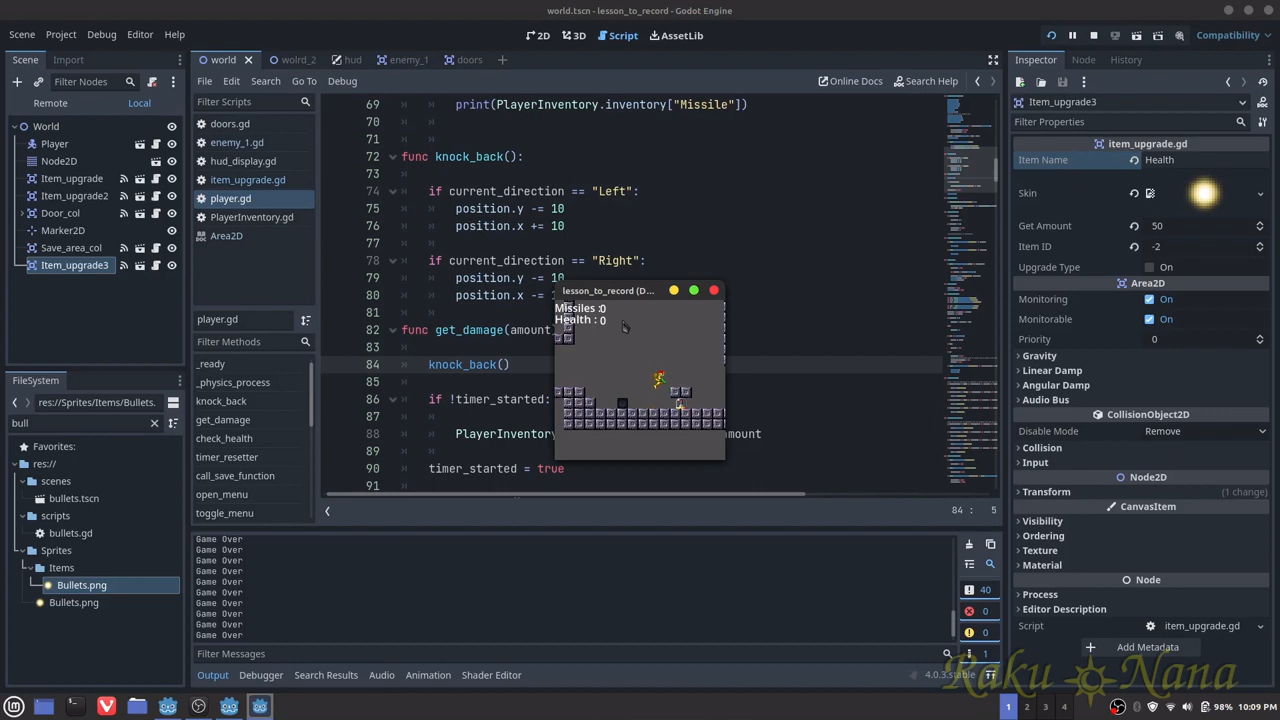 world.tscn - lesson_to_record - Godot Engine
Scene Project Debug Editor Help
2D 3D Script AssetLib
Compatibility
Scene Import
world wolrd_2 hud enemy_1 doors
Inspector Node History
Filter Nodes
File Edit Search Go To Debug
Online Docs Search Help
Remote Local
Filter Scripts
Item_upgrade3
Filter Properties
World
Player
Node2D
Item_upgrade
Item_upgrade2
Door_col
Marker2D
Save_area_col
Item_upgrade3
doors.gd
enemy_1.gd
hud_display.gd
item_upgrade.gd
player.gd
PlayerInventory.gd
Area2D
player.gd
Filter Methods
_ready
_physics_process
knock_back
get_damage
check_health
timer_reset
call_save_men
open_menu
toggle_menu
69 print(PlayerInventory.inventory["Missile"])
70
71
72 func knock_back():
73
74 if current_direction == "Left":
75 position
76 position += 10
77
78 if current_direction == "Right":
79 position
80 position -=
81
82 func get_damage(amount
83
84 knock_back()
85
86 timer_started
87
88 Player mount
89
90 timer_started true
91
84 : 5
lesson_to_record (D...
Missiles :0
Health : 0
item_upgrade.gd
Item Name Health
Skin
Get Amount 50
Item ID -2
Upgrade Type On
Area2D
Monitoring On
Monitorable On
Priority 0
Gravity
Linear Damp
Angular Damp
Audio Bus
CollisionObject2D
Disable Mode Remove
Collision
Input
Node2D
Transform (1 change)
CanvasItem
Visibility
Ordering
Texture
Material
Node
Process
Editor Description
Script item_upgrade.gd
Add Metadata
FileSystem
res://Sprites/Items/Bullets.
bull
Favorites:
res://
scenes
bullets.tscn
scripts
bullets.gd
Sprites
Items
Bullets.png
Bullets.png
Game Over
Game Over
Game Over
Game Over
Game Over
Game Over
Game Over
Game Over
Game Over
Game Over
40
0
0
1
Filter Messages
Output Debugger Search Results Audio Animation Shader Editor
4.0.3.stable
Raku Nam
1 2 3 4
98% 10:09 PM